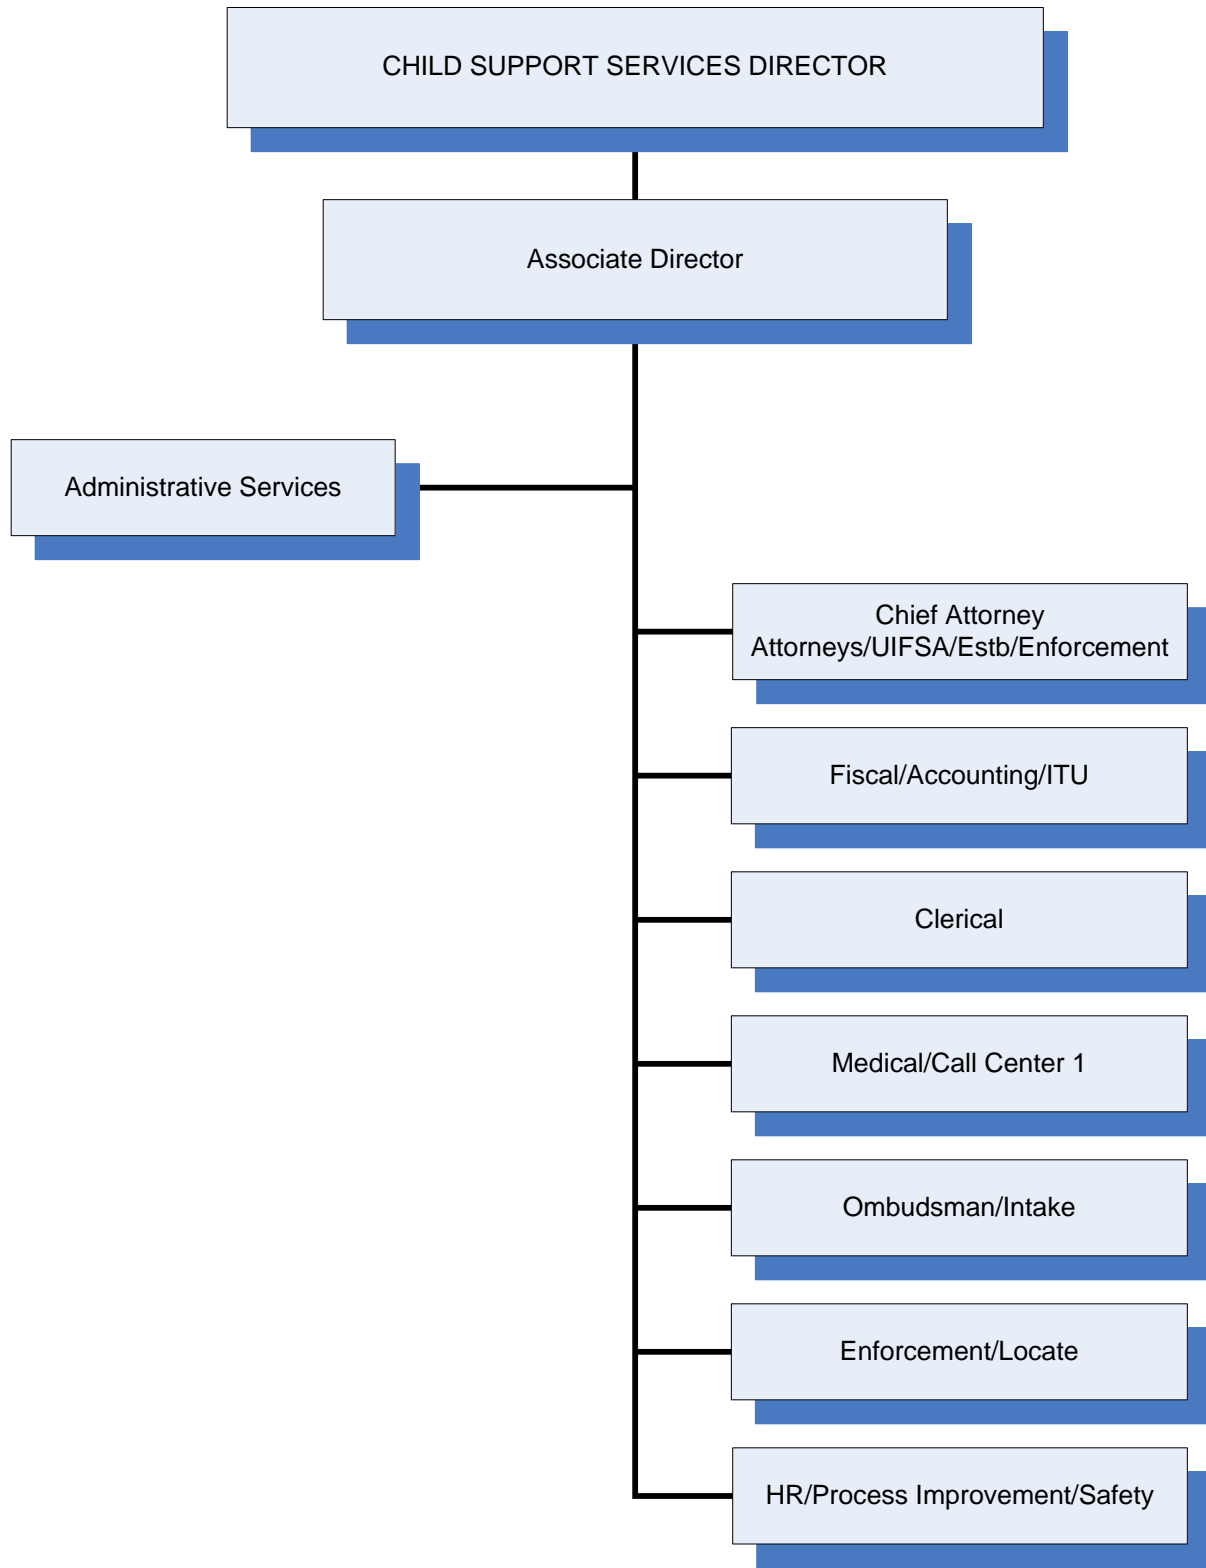 CHILD SUPPORT SERVICES DIRECTOR
Associate Director
Administrative Services
Chief Attorney
Attorneys/UIFSA/Estb/Enforcement
Fiscal/Accounting/ITU
Clerical
Medical/Call Center 1
Ombudsman/Intake
Enforcement/Locate
HR/Process Improvement/Safety